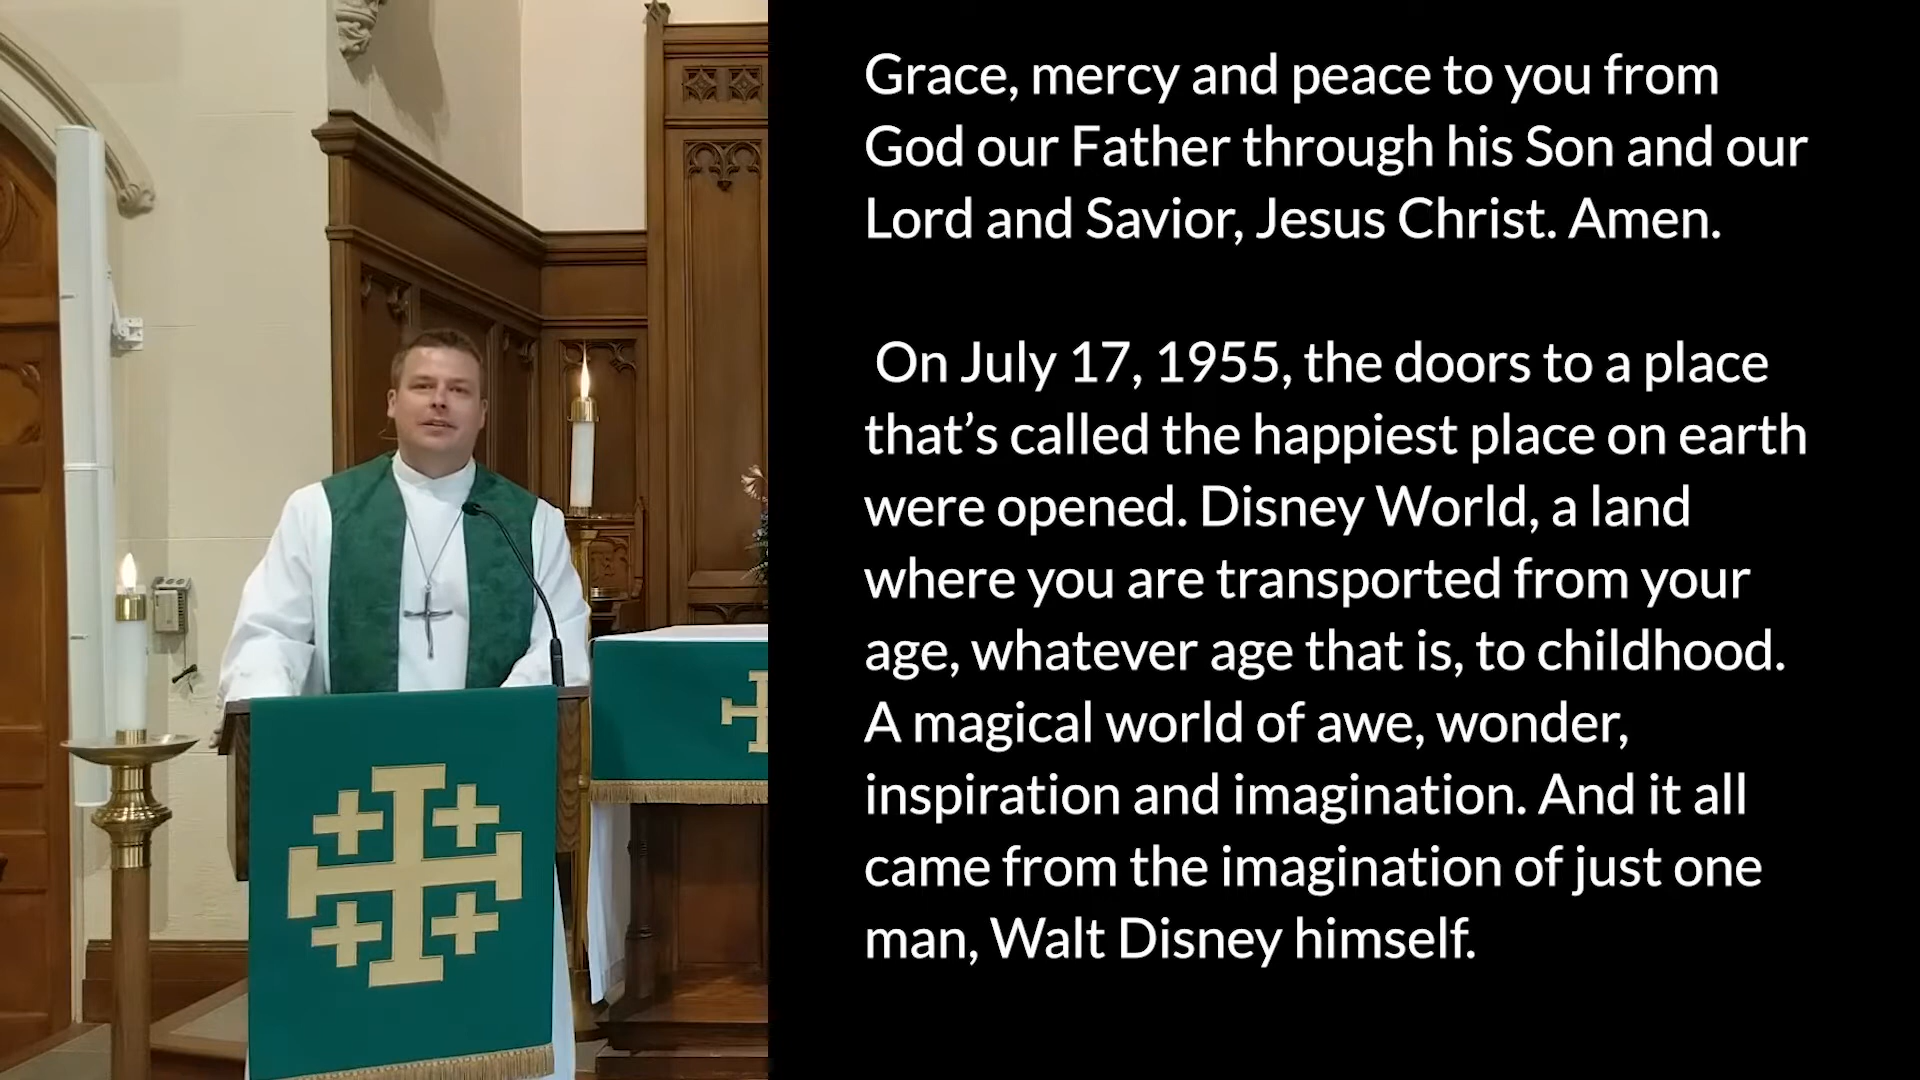 Grace, mercy and peace to you from
God our Father through his Son and our
Lord and Savior, Jesus Christ. Amen.
On July 17, 1955, the doors to a place
that’s called the happiest place on earth
were opened. Disney World, a land
where you are transported from your
age, whatever age that is, to childhood.
A magical world of awe, wonder,
inspiration and imagination. And it all
came from the imagination of just one
man, Walt Disney himself.